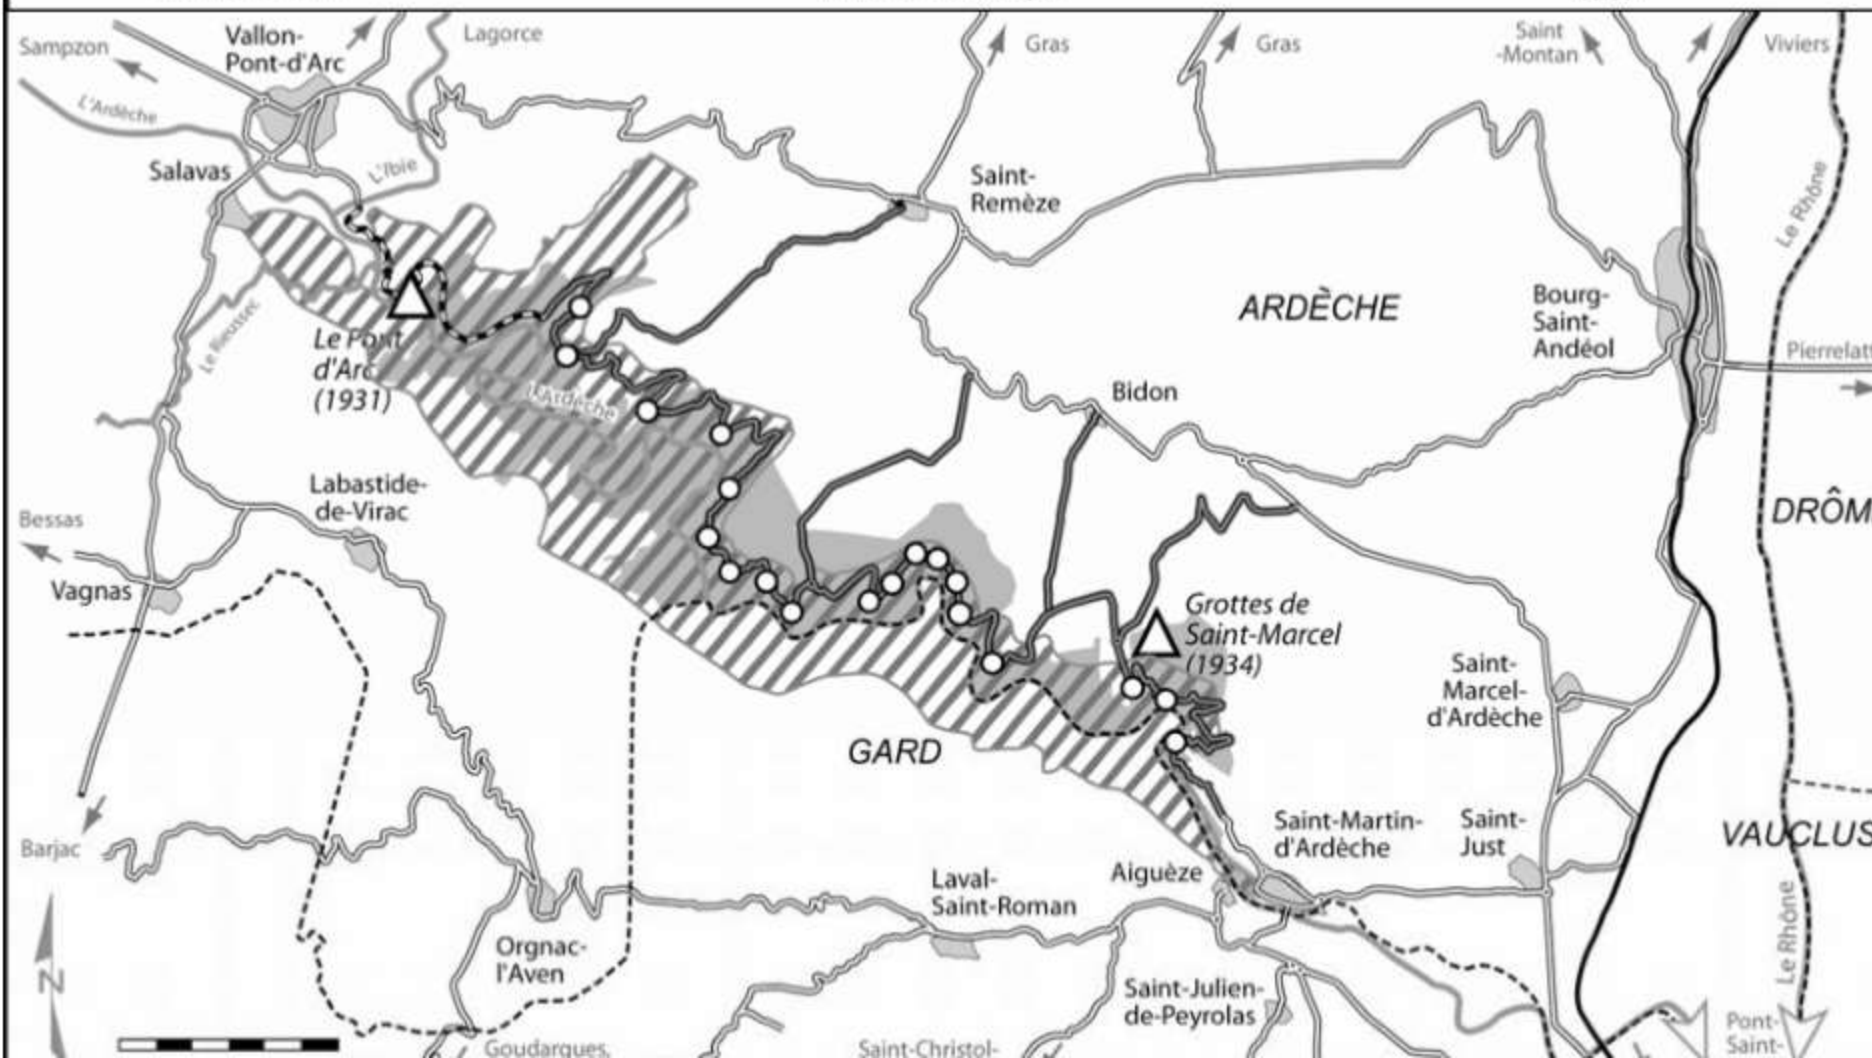 Sampzon
Vallon-
Pont-d'Arc
Lagorce
Gras
Gras
Saint
-Montan
Viviers
L'Ardèche
Salavas
L'Ibie
Saint-
Remèze
Le Rhône
Le Rieussec
Le Pont
d'Arc
(1931)
ARDÈCHE
Bourg-
Saint-
Andéol
Pierrelatt
L'Ardèche
Bidon
Labastide-
de-Virac
Bessas
Vagnas
DRÔM
Grottes de
Saint-Marcel
(1934)
Saint-
Marcel-
d'Ardèche
GARD
Barjac
Saint-Martin-
d'Ardèche
Saint-
Just
VAUCLUS
Aiguèze
Laval-
Saint-Roman
Orgnac-
l'Aven
Le Rhône
N
Saint-Julien-
de-Peyrolas
Goudargues,
Saint-Christol-
Pont-
Saint-